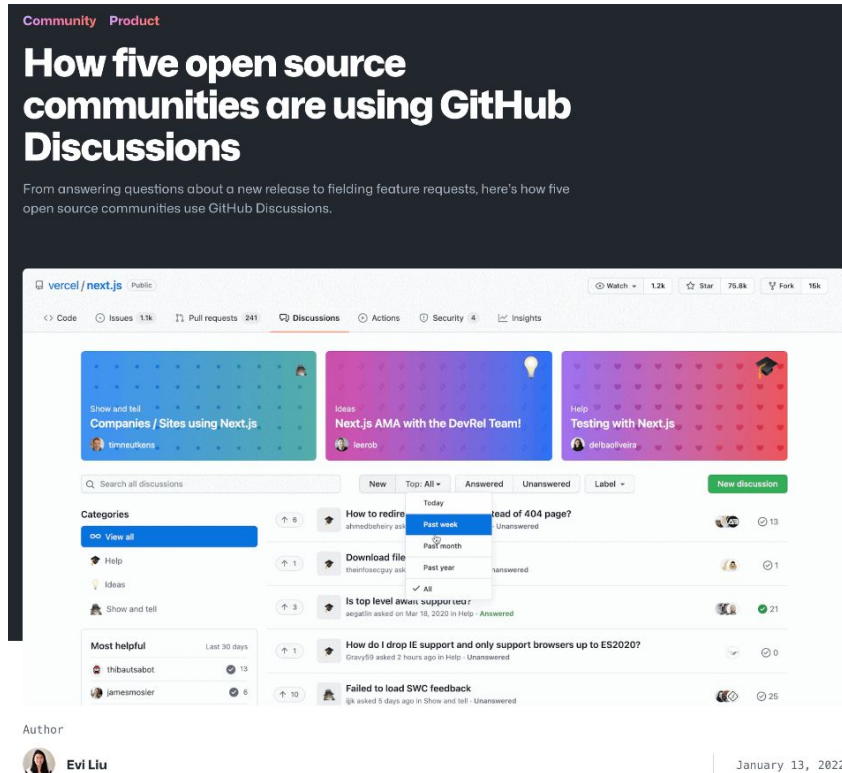 Community Product
How five open source
communities are using GitHub
Discussions
From answering questions about a new release to fielding feature requests, here's how five
open source communities use GitHub Discussions.
vercel / next.js Public
Watch 1.2k Star 75.8k Fork 15k
Code Issues 1.1k Pull requests 241 Discussions Actions Security 4 Insights
Show and tell
Companies / Sites using Next.js
timneutkens
Ideas
Next.js AMA with the DevRel Team!
leerob
Help
Testing with Next.js
delbaoliveira
Search all discussions
New Top: All Answered Unanswered Label New discussion
Today
Past week
Past month
Past year
All
Categories
View all
Help
Ideas
Show and tell
Most helpful Last 30 days
thibautsabot 13
jamesmosier 6
6 How to redire tead of 404 page?
ahmedbeheiry ask - Unanswered
13
1 Download file
theinfosecguy ask nanswered
1
3 Is top level await supported?
aegatlin asked on Mar 18, 2020 in Help · Answered
21
1 How do I drop IE support and only support browsers up to ES2020?
Gravy59 asked 2 hours ago in Help · Unanswered
0
10 Failed to load SWC feedback
ijjk asked 5 days ago in Show and tell · Unanswered
25
Author
Evi Liu
January 13, 2022